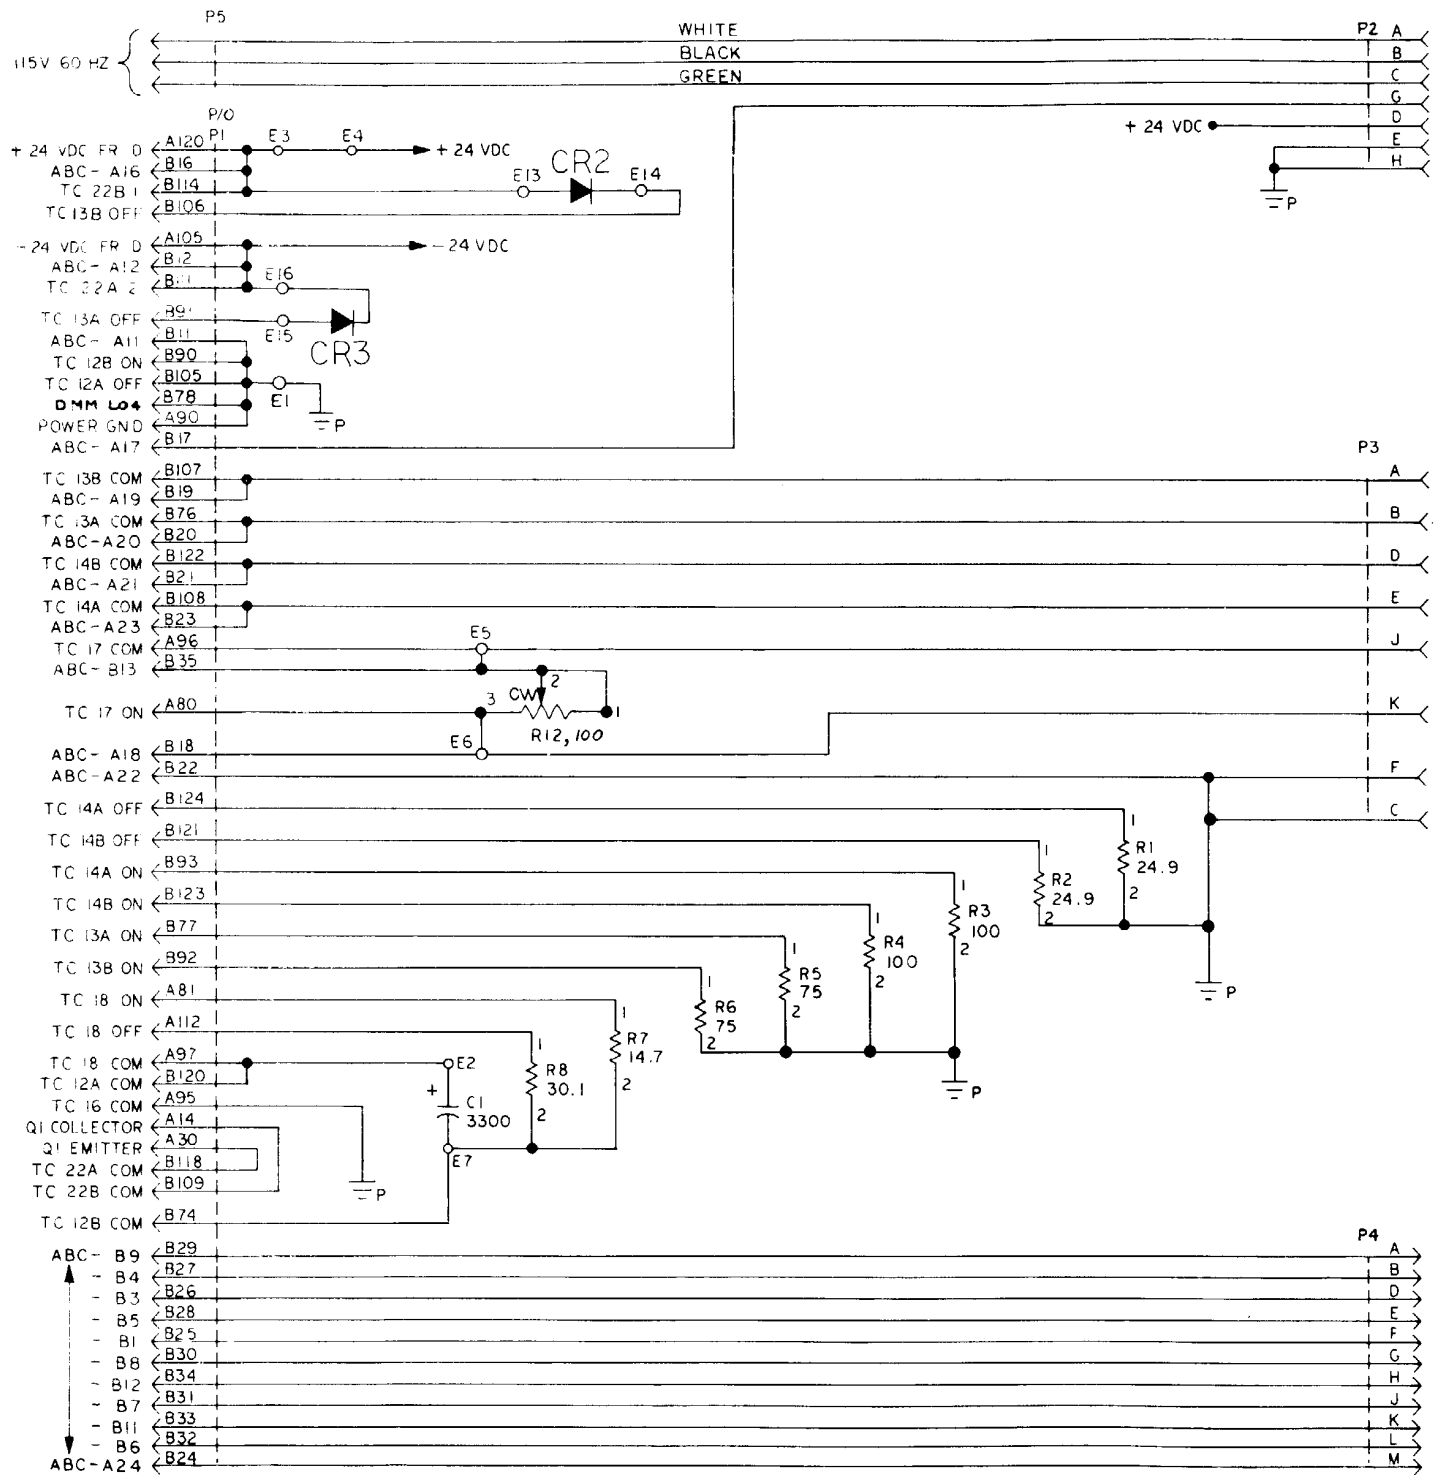 P5
WHITE
P2 A
BLACK
B
115V 60 HZ
GREEN
C
G
+ 24 VDC
D
E
H
P
P/O
P1
+ 24 VDC FR D A120 E3 E4 + 24 VDC
ABC- A16 B16
CR2
TC 22B 1 B114 E13 E14
TC 13B OFF B106
- 24 VDC FR D A105 - 24 VDC
ABC- A12 B12
TC 22A 2 E16
TC 13A OFF E15
CR3
ABC- A11 B11
TC 12B ON B90
TC 12A OFF B105
E1
DMM LO4 B78
P
POWER GND A90
ABC- A17 B17
P3
TC 13B COM B107 A
ABC- A19 B19
TC 13A COM B76 B
ABC-A20 B20
TC 14B COM B122 D
ABC- A21 B21
TC 14A COM B108 E
ABC-A23 B23
TC 17 COM A96 E5 J
ABC- B13 B35
2
CW
TC 17 ON A80 3 1 K
R12, 100
ABC- A18 B18 E6
ABC-A22 B22 F
TC 14A OFF B124 C
TC 14B OFF B121
1 R1 24.9 2
TC 14A ON B93
1 R2 24.9 2
TC 14B ON B123
1 R3 100 2
TC 13A ON B77
1 R4 100 2
TC 13B ON B92
1 R5 75 2
P
TC 18 ON A81
1 R6 75 2
TC 18 OFF A112
1 R7 14.7 2
TC 18 COM A97 E2
1 R8 30.1 2
TC 12A COM B120
P
TC 16 COM A95
+ C1 3300
Q1 COLLECTOR A14
Q1 EMITTER A30
E7
TC 22A COM B118
TC 22B COM B109
P
TC 12B COM B74
P4
ABC- B9 B29 A
- B4 B27 B
- B3 B26 D
- B5 B28 E
- B1 B25 F
- B8 B30 G
- B12 B34 H
- B7 B31 J
- B11 B33 K
- B6 B32 L
ABC-A24 B24 M